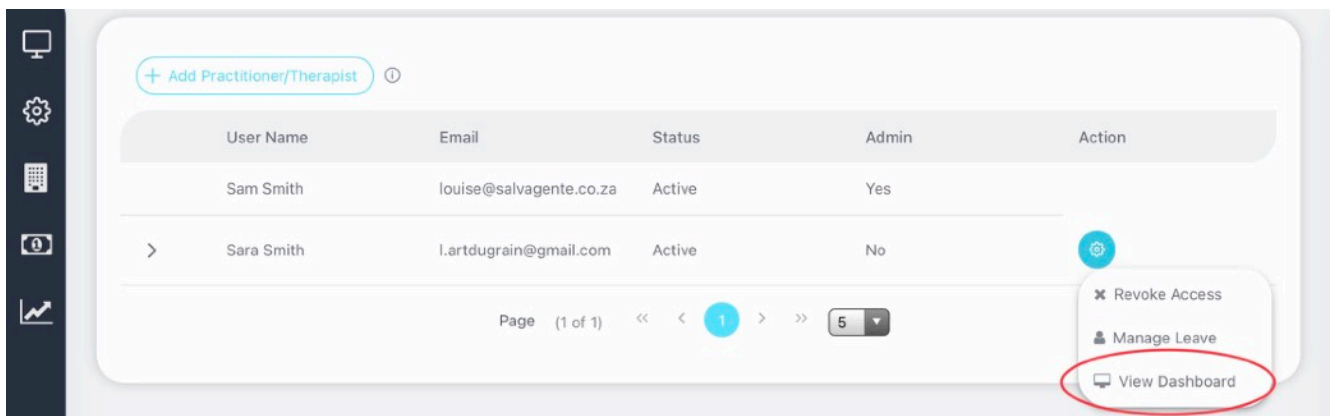 + Add Practitioner/Therapist
User Name Email Status Admin Action
Sam Smith louise@salvagente.co.za Active Yes
Sara Smith l.artdugrain@gmail.com Active No
Revoke Access
Page (1 of 1) << < 1 > >> 5
Manage Leave
View Dashboard